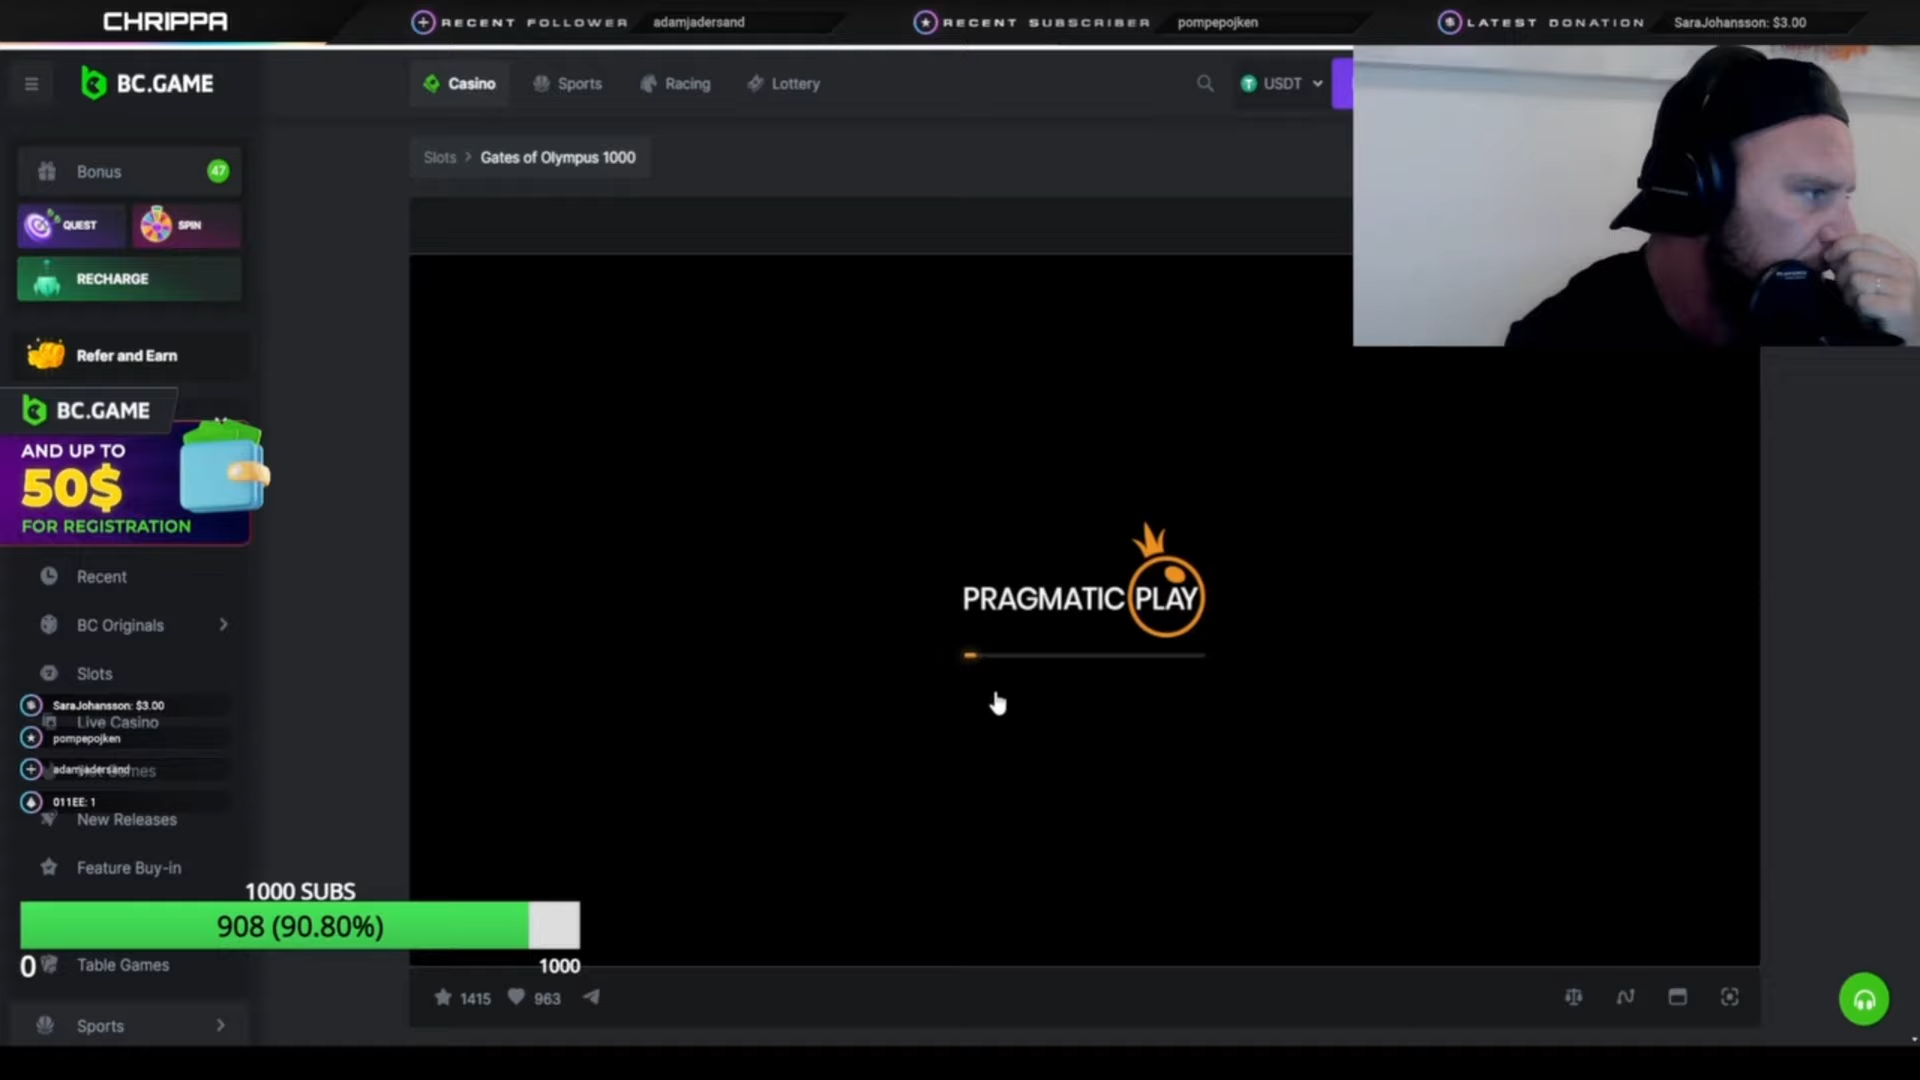 CHRIPPA
RECENT FOLLOWER adamjadersand
RECENT SUBSCRIBER pompepojken
LATEST DONATION SaraJohansson: $3.00
BC.GAME
Casino
Sports
Racing
Lottery
USDT
Slots > Gates of Olympus 1000
Bonus 47
QUEST
SPIN
RECHARGE
Refer and Earn
BC.GAME
AND UP TO
50$
FOR REGISTRATION
PRAGMATIC PLAY
Recent
BC Originals
Slots
SaraJohansson: $3.00
Live Casino
pompepojken
adamjadersand
011EE: 1
New Releases
Feature Buy-in
1000 SUBS
908 (90.80%)
0
1000
Table Games
Sports
1415
963